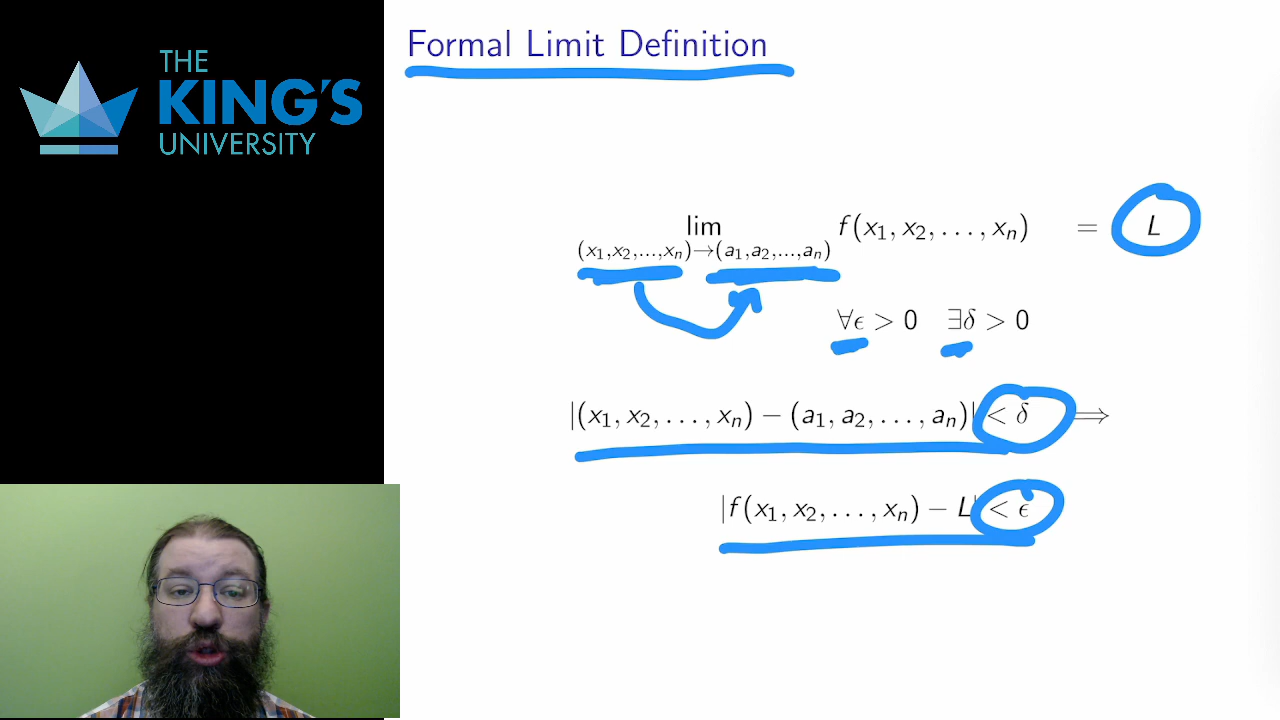 THE
KING'S
UNIVERSITY
Formal Limit Definition
lim f(x₁, x₂, . . . , xₙ) = L
(x₁,x₂,...,xₙ)→(a₁,a₂,...,aₙ)
∀ϵ > 0 ∃δ > 0
|(x₁, x₂, . . . , xₙ) − (a₁, a₂, . . . , aₙ)| < δ ⟹
|f(x₁, x₂, . . . , xₙ) − L| < ϵ